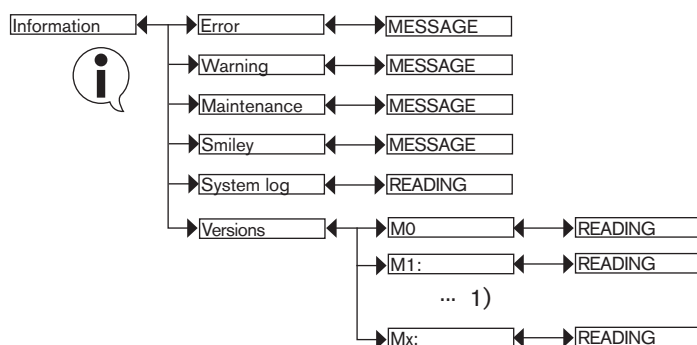 Information Error MESSAGE
Warning MESSAGE
Maintenance MESSAGE
Smiley MESSAGE
System log READING
Versions M0 READING
M1: READING
... 1)
Mx: READING